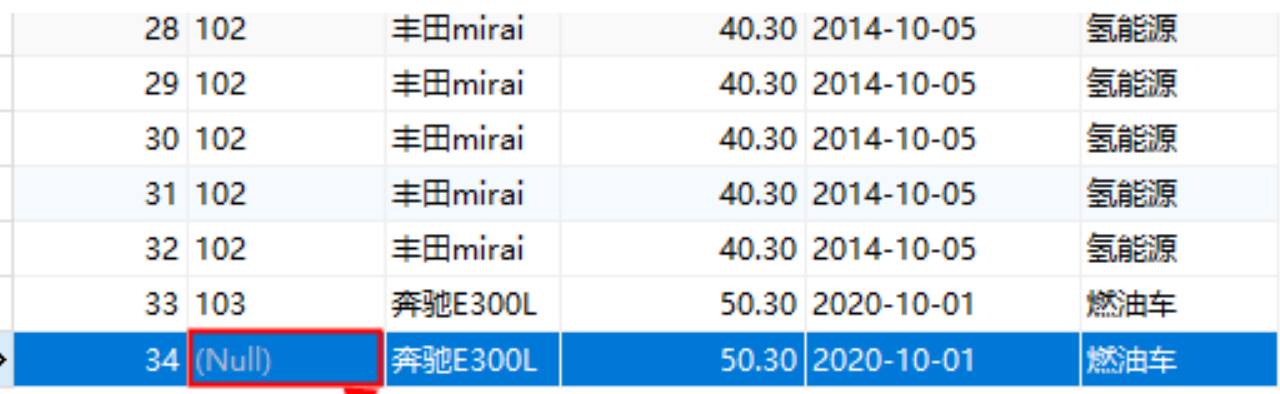 28 102 丰田mirai 40.30 2014-10-05 氢能源
29 102 丰田mirai 40.30 2014-10-05 氢能源
30 102 丰田mirai 40.30 2014-10-05 氢能源
31 102 丰田mirai 40.30 2014-10-05 氢能源
32 102 丰田mirai 40.30 2014-10-05 氢能源
33 103 奔驰E300L 50.30 2020-10-01 燃油车
34 (Null) 奔驰E300L 50.30 2020-10-01 燃油车